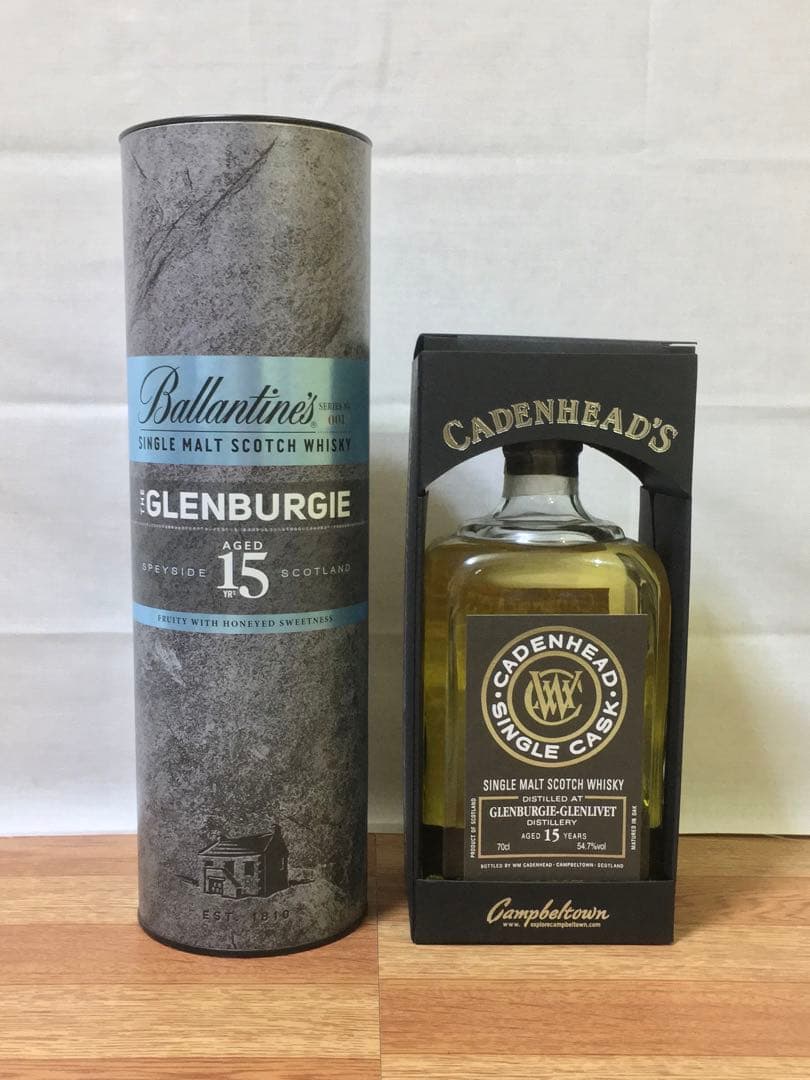 Ballantine's
SERIES Nº
001
SINGLE MALT SCOTCH WHISKY
THE GLENBURGIE
AGED
SPEYSIDE 15 SCOTLAND
YRS
FRUITY WITH HONEYED SWEETNESS
EST. 1810
CADENHEAD'S
CADENHEAD
WC
SINGLE CASK
SINGLE MALT SCOTCH WHISKY
DISTILLED AT
GLENBURGIE-GLENLIVET
DISTILLERY
AGED 15 YEARS
70cl 54.7%vol
PRODUCT OF SCOTLAND
MATURED IN OAK
BOTTLED BY WM CADENHEAD · CAMPBELTOWN · SCOTLAND
Campbeltown
www.explorecampbeltown.com